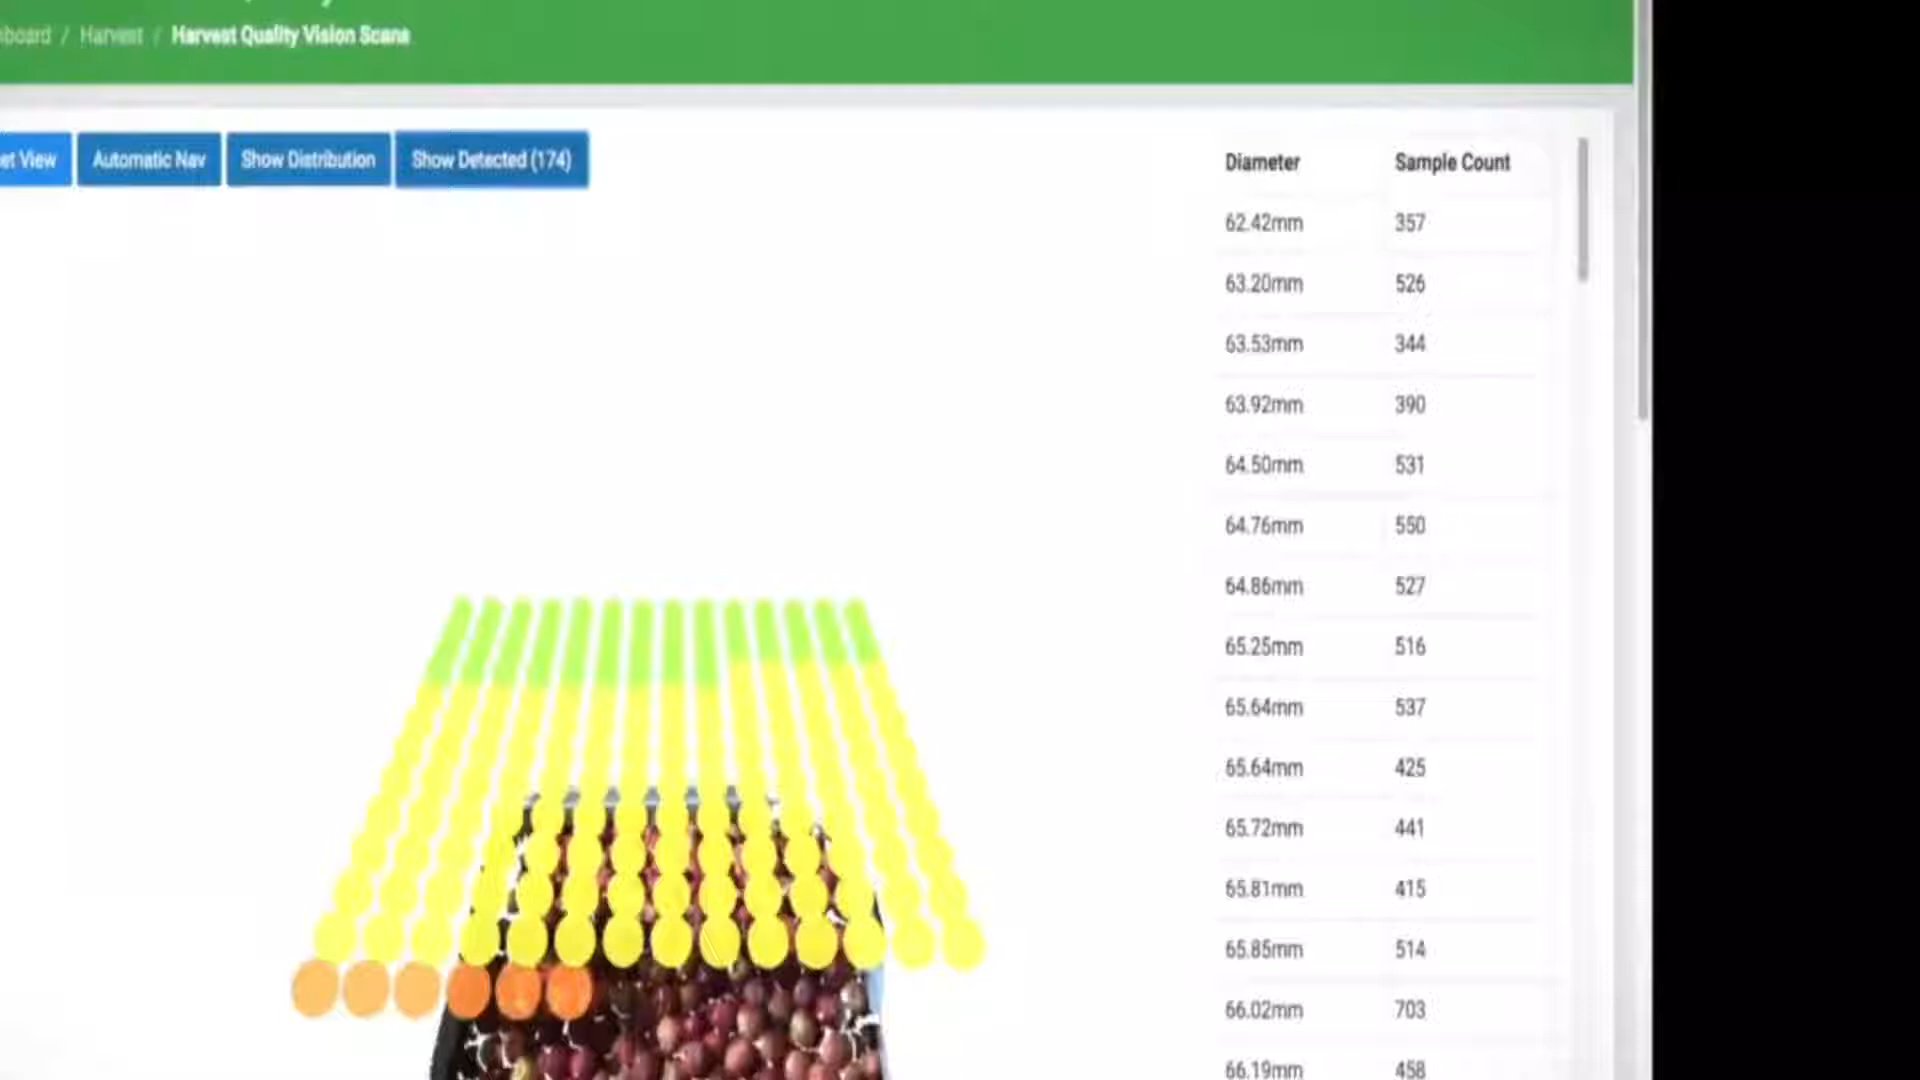 board / Harvest / Harvest Quality Vision Scans
et View
Automatic Nav
Show Distribution
Show Detected (174)
Diameter Sample Count
62.42mm 357
63.20mm 526
63.53mm 344
63.92mm 390
64.50mm 531
64.76mm 550
64.86mm 527
65.25mm 516
65.64mm 537
65.64mm 425
65.72mm 441
65.81mm 415
65.85mm 514
66.02mm 703
66.19mm 458